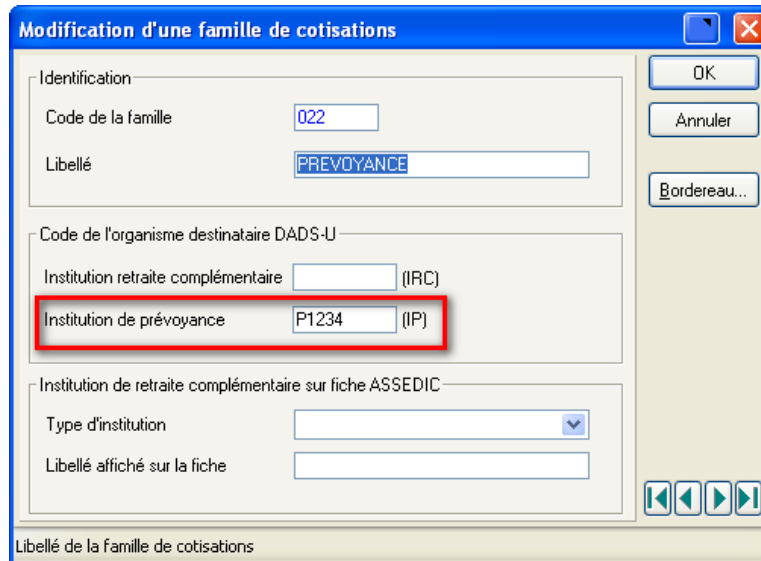 Modification d'une famille de cotisations
Identification
Code de la famille 022
Libellé PREVOYANCE
Code de l'organisme destinataire DADS-U
Institution retraite complémentaire (IRC)
Institution de prévoyance P1234 (IP)
Institution de retraite complémentaire sur fiche ASSEDIC
Type d'institution
Libellé affiché sur la fiche
OK
Annuler
Bordereau...
Libellé de la famille de cotisations